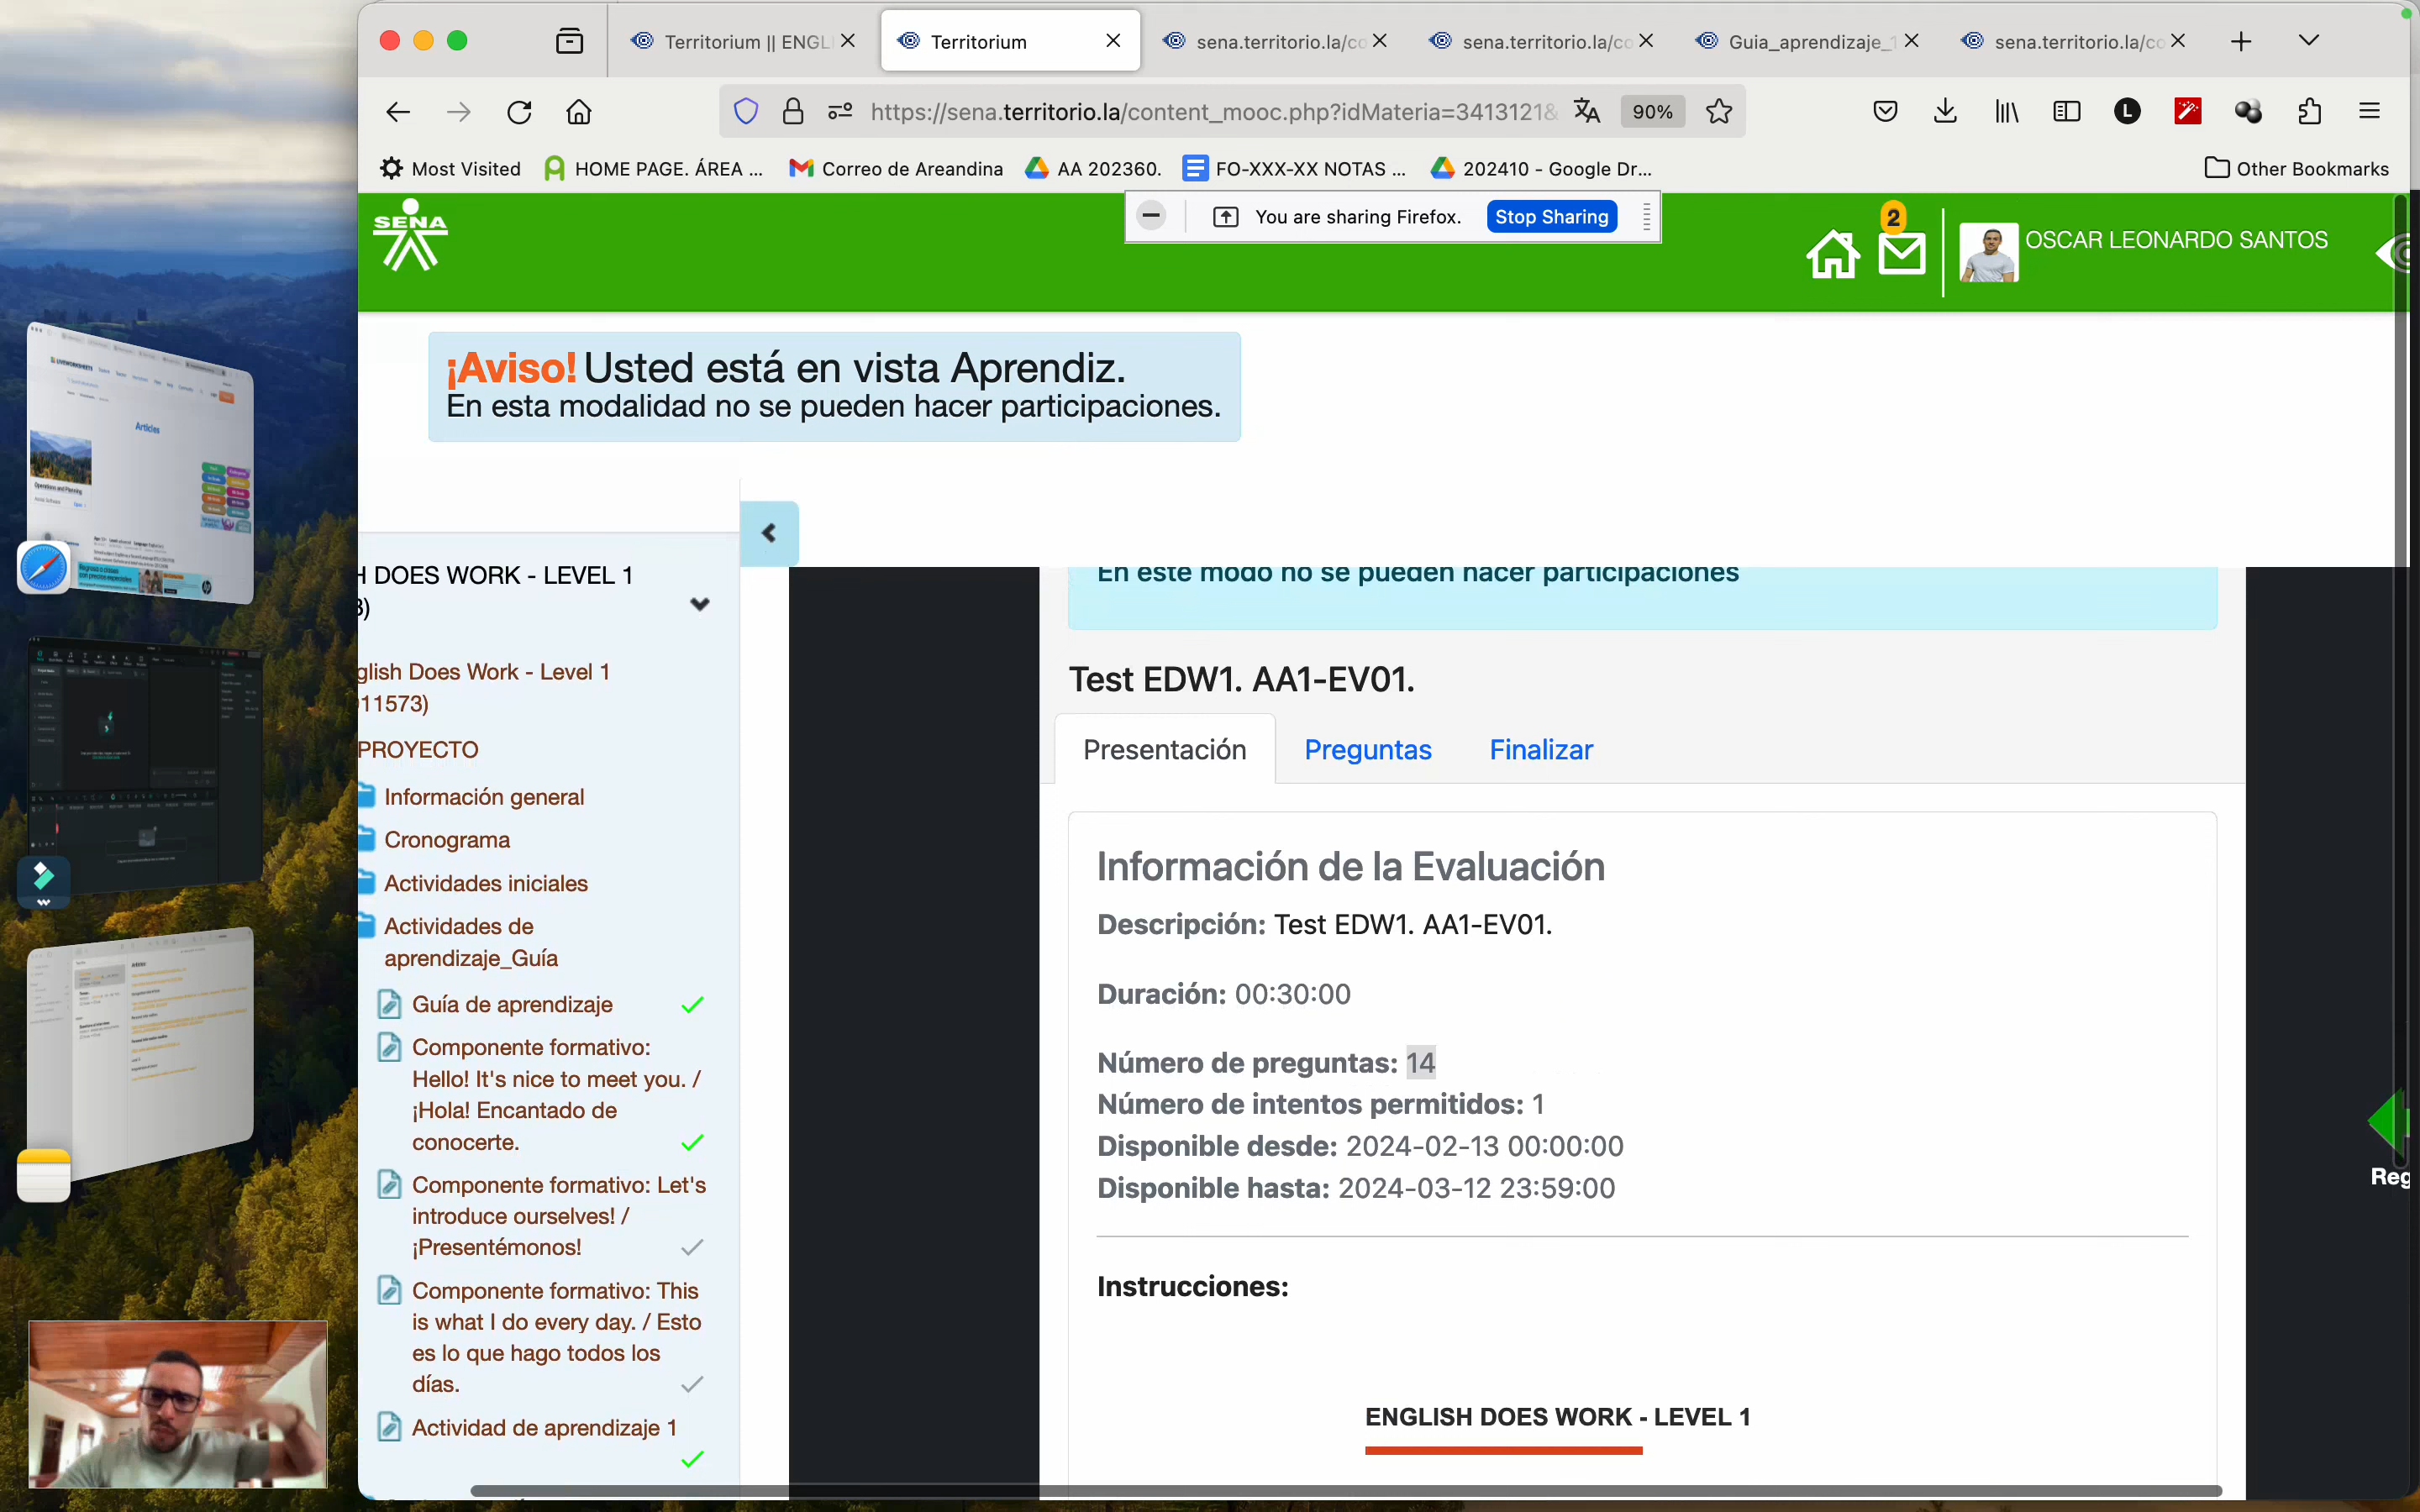 Territorium || ENGL
Territorium
sena.territorio.la/co
sena.territorio.la/co
Guia_aprendizaje_1
sena.territorio.la/co
https://sena.territorio.la/content_mooc.php?idMateria=3413121&
90%
L
Most Visited
HOME PAGE. ÁREA ...
Correo de Areandina
AA 202360.
FO-XXX-XX NOTAS ...
202410 - Google Dr...
Other Bookmarks
SENA
You are sharing Firefox.
Stop Sharing
2
OSCAR LEONARDO SANTOS
¡Aviso! Usted está en vista Aprendiz.
En esta modalidad no se pueden hacer participaciones.
H DOES WORK - LEVEL 1
3)
glish Does Work - Level 1
911573)
PROYECTO
Información general
Cronograma
Actividades iniciales
Actividades de
aprendizaje_Guía
Guía de aprendizaje
Componente formativo:
Hello! It's nice to meet you. /
¡Hola! Encantado de
conocerte.
Componente formativo: Let's
introduce ourselves! /
¡Presentémonos!
Componente formativo: This
is what I do every day. / Esto
es lo que hago todos los
días.
Actividad de aprendizaje 1
En este modo no se pueden hacer participaciones
Test EDW1. AA1-EV01.
Presentación
Preguntas
Finalizar
Información de la Evaluación
Descripción: Test EDW1. AA1-EV01.
Duración: 00:30:00
Número de preguntas: 14
Número de intentos permitidos: 1
Disponible desde: 2024-02-13 00:00:00
Disponible hasta: 2024-03-12 23:59:00
Instrucciones:
ENGLISH DOES WORK - LEVEL 1
Reg
Articles